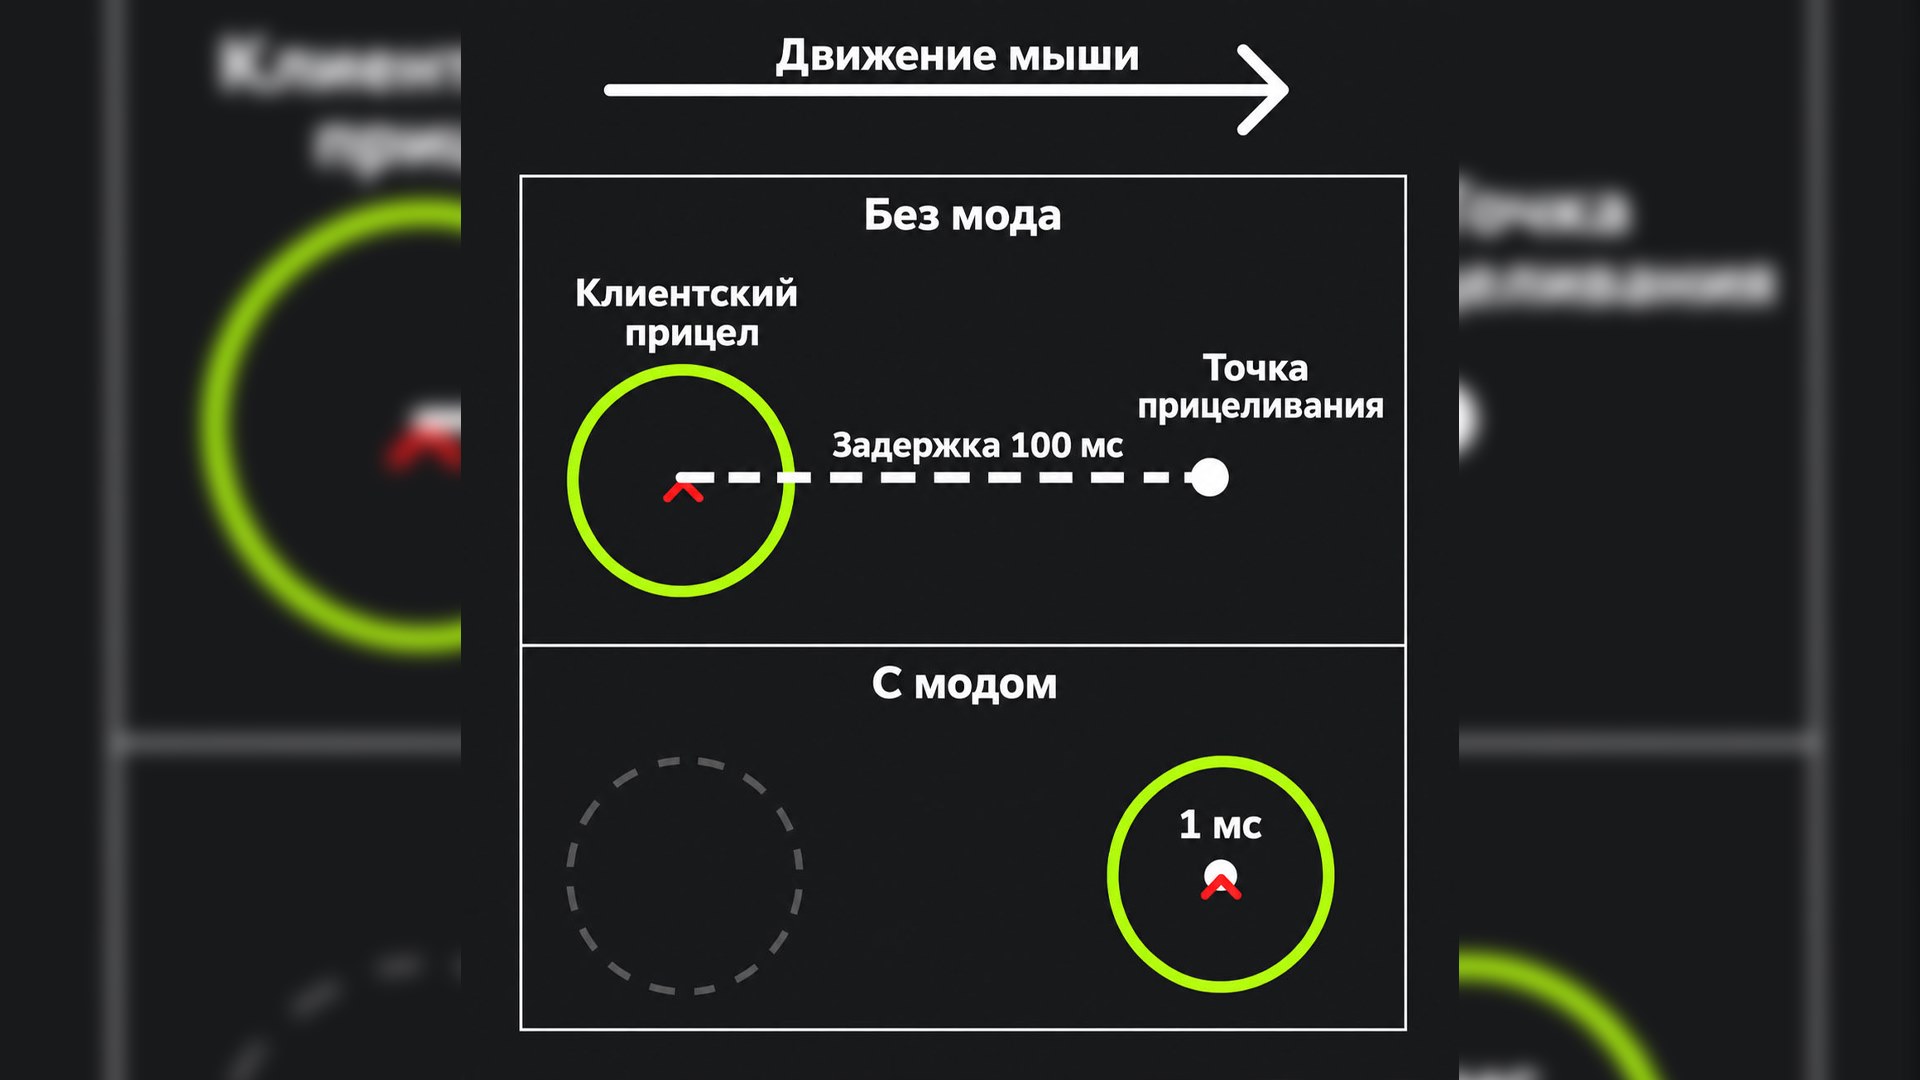 Движение мыши
Без мода
Клиентский
прицел
Точка
прицеливания
Задержка 100 мс
С модом
1 мс